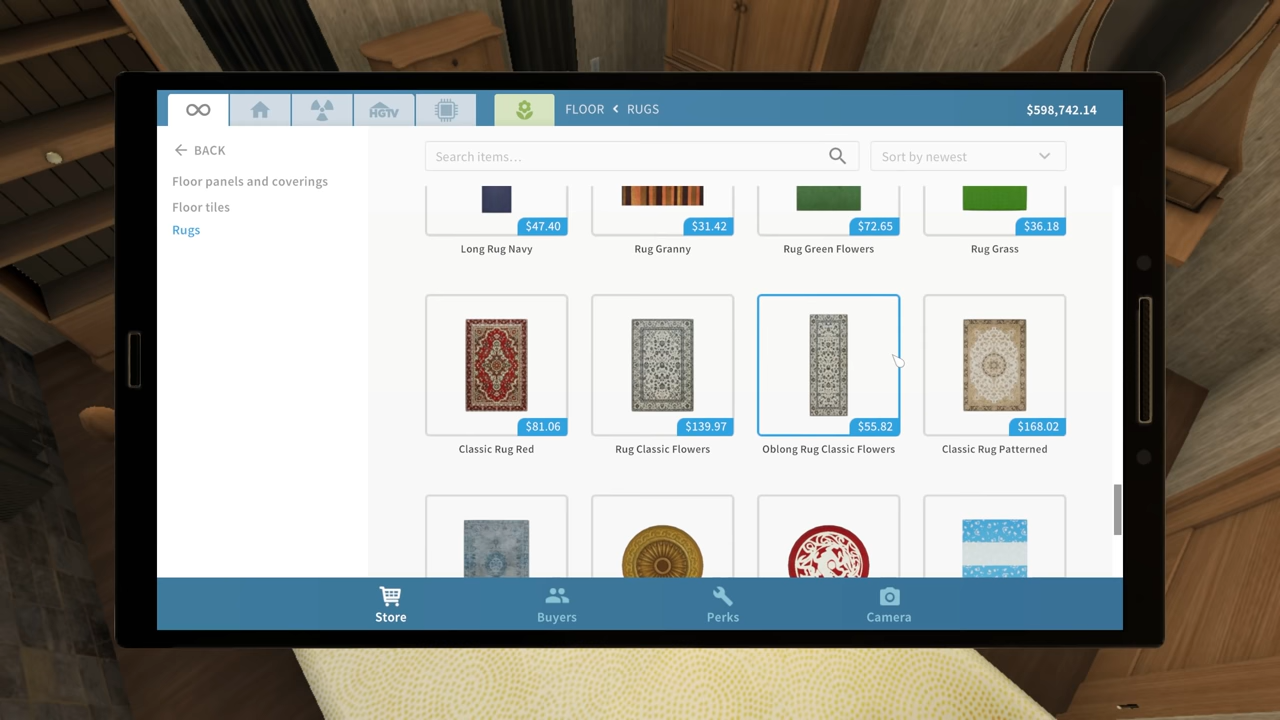 HGTV
FLOOR < RUGS
$598,742.14
BACK
Search items...
Sort by newest
Floor panels and coverings
Floor tiles
Rugs
$47.40
$31.42
$72.65
$36.18
Long Rug Navy
Rug Granny
Rug Green Flowers
Rug Grass
$81.06
$139.97
$55.82
$168.02
Classic Rug Red
Rug Classic Flowers
Oblong Rug Classic Flowers
Classic Rug Patterned
Store
Buyers
Perks
Camera